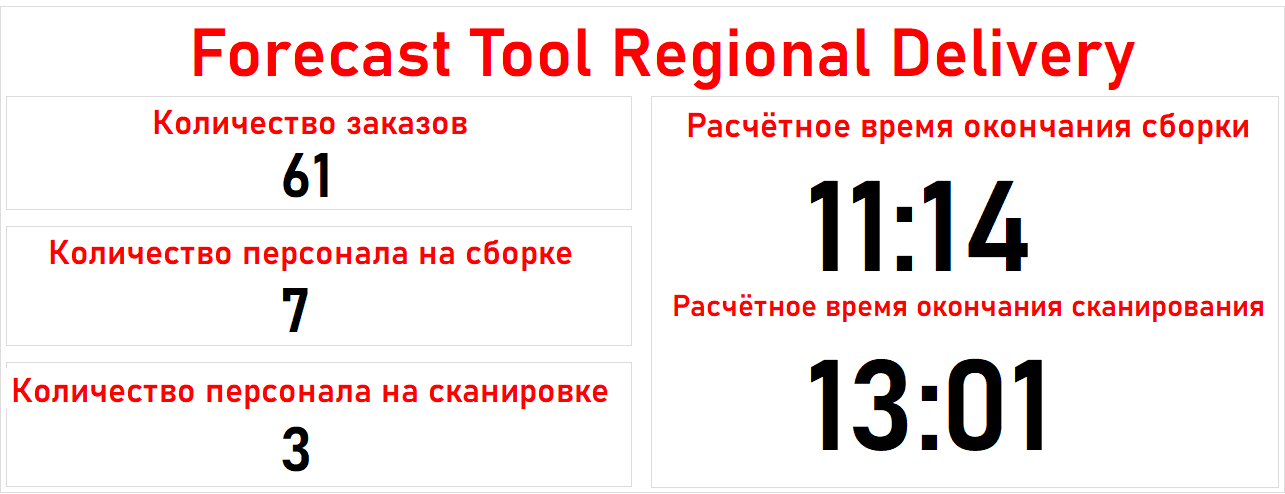 Forecast Tool Regional Delivery
Количество заказов
61
Количество персонала на сборке
7
Количество персонала на сканировке
3
Расчётное время окончания сборки
11:14
Расчётное время окончания сканирования
13:01